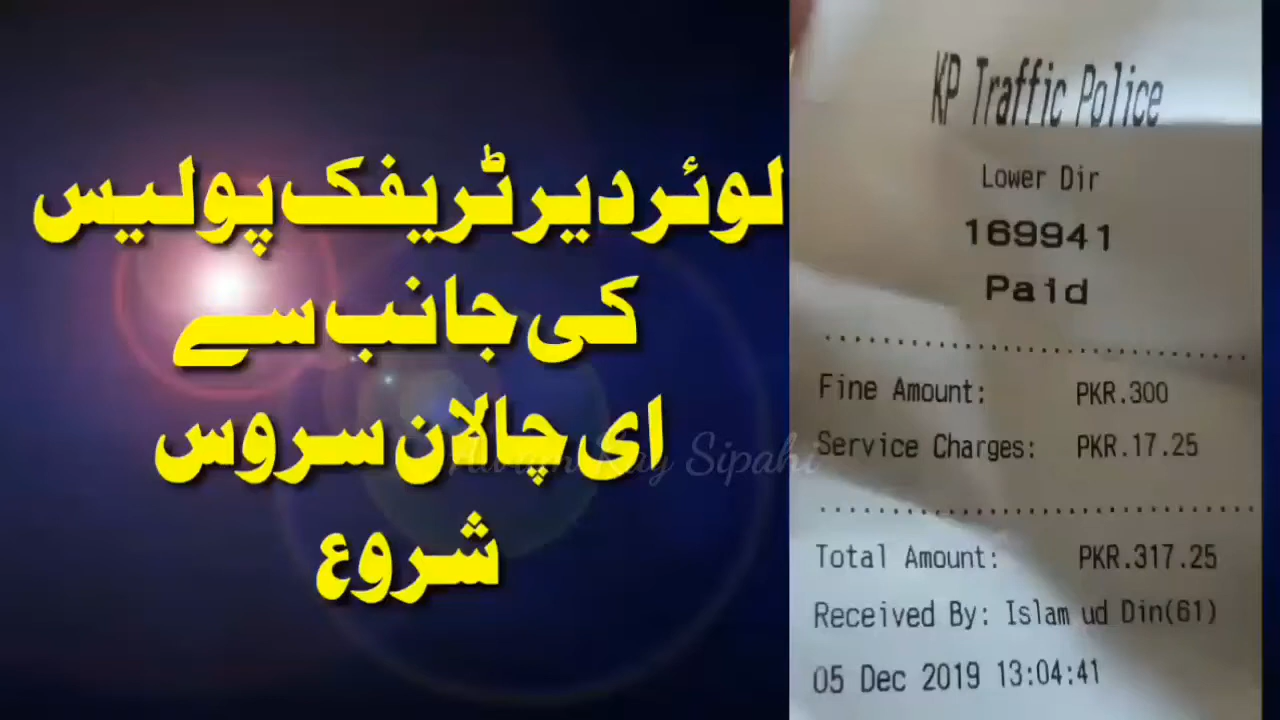 لوئر دیر ٹریفک پولیس
کی جانب سے
ای چالان سروس
شروع
Kay Sipahi
KP Traffic Police
Lower Dir
169941
Paid
Fine Amount: PKR.300
Service Charges: PKR.17.25
Total Amount: PKR.317.25
Received By: Islam ud Din(61)
05 Dec 2019 13:04:41